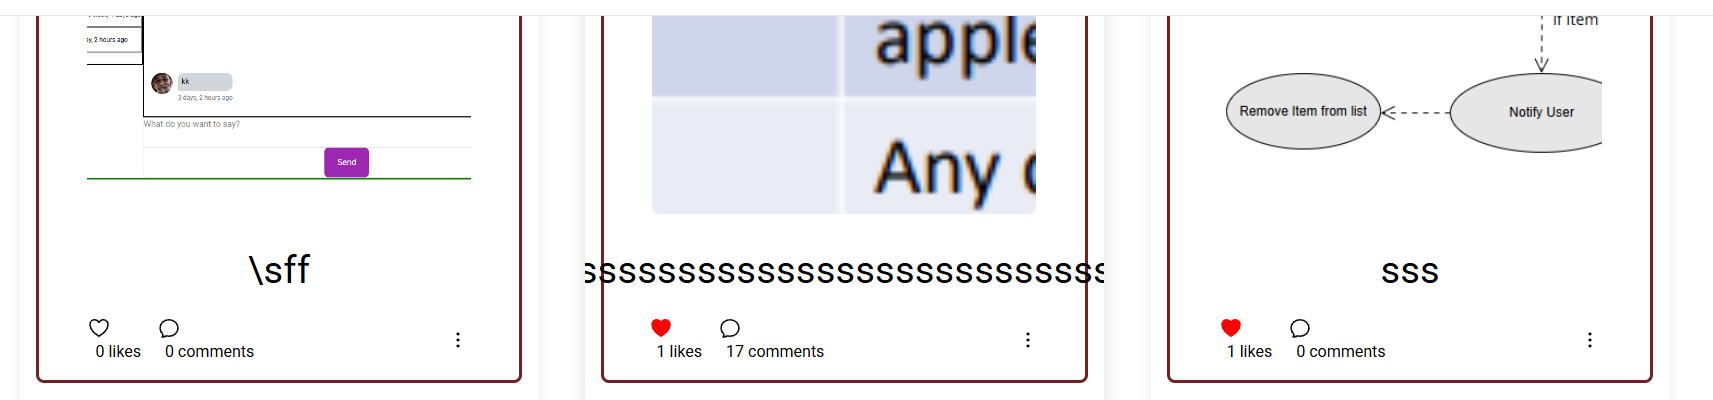 y, 2 hours ago
kk
3 days, 2 hours ago
What do you want to say?
Send
\sff
0 likes 0 comments
apple
Any
1 likes 17 comments
if item
Remove Item from list
Notify User
sss
1 likes 0 comments